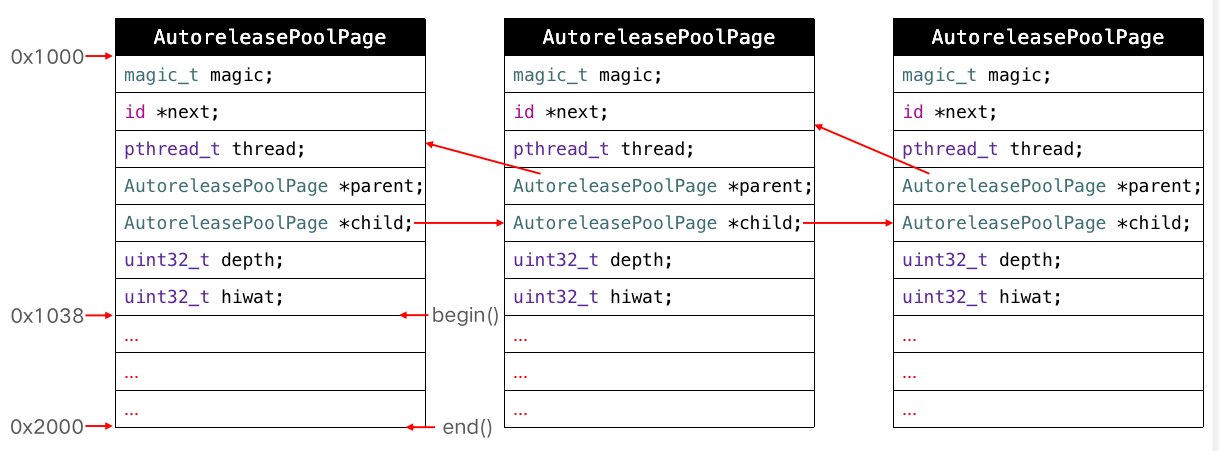 AutoreleasePoolPage AutoreleasePoolPage AutoreleasePoolPage
0x1000
magic_t magic; magic_t magic; magic_t magic;
id *next; id *next; id *next;
pthread_t thread; pthread_t thread; pthread_t thread;
AutoreleasePoolPage *parent; AutoreleasePoolPage *parent; AutoreleasePoolPage *parent;
AutoreleasePoolPage *child; AutoreleasePoolPage *child; AutoreleasePoolPage *child;
uint32_t depth; uint32_t depth; uint32_t depth;
uint32_t hiwat; uint32_t hiwat; uint32_t hiwat;
0x1038 begin()
... ... ...
... ... ...
... ... ...
0x2000 end()